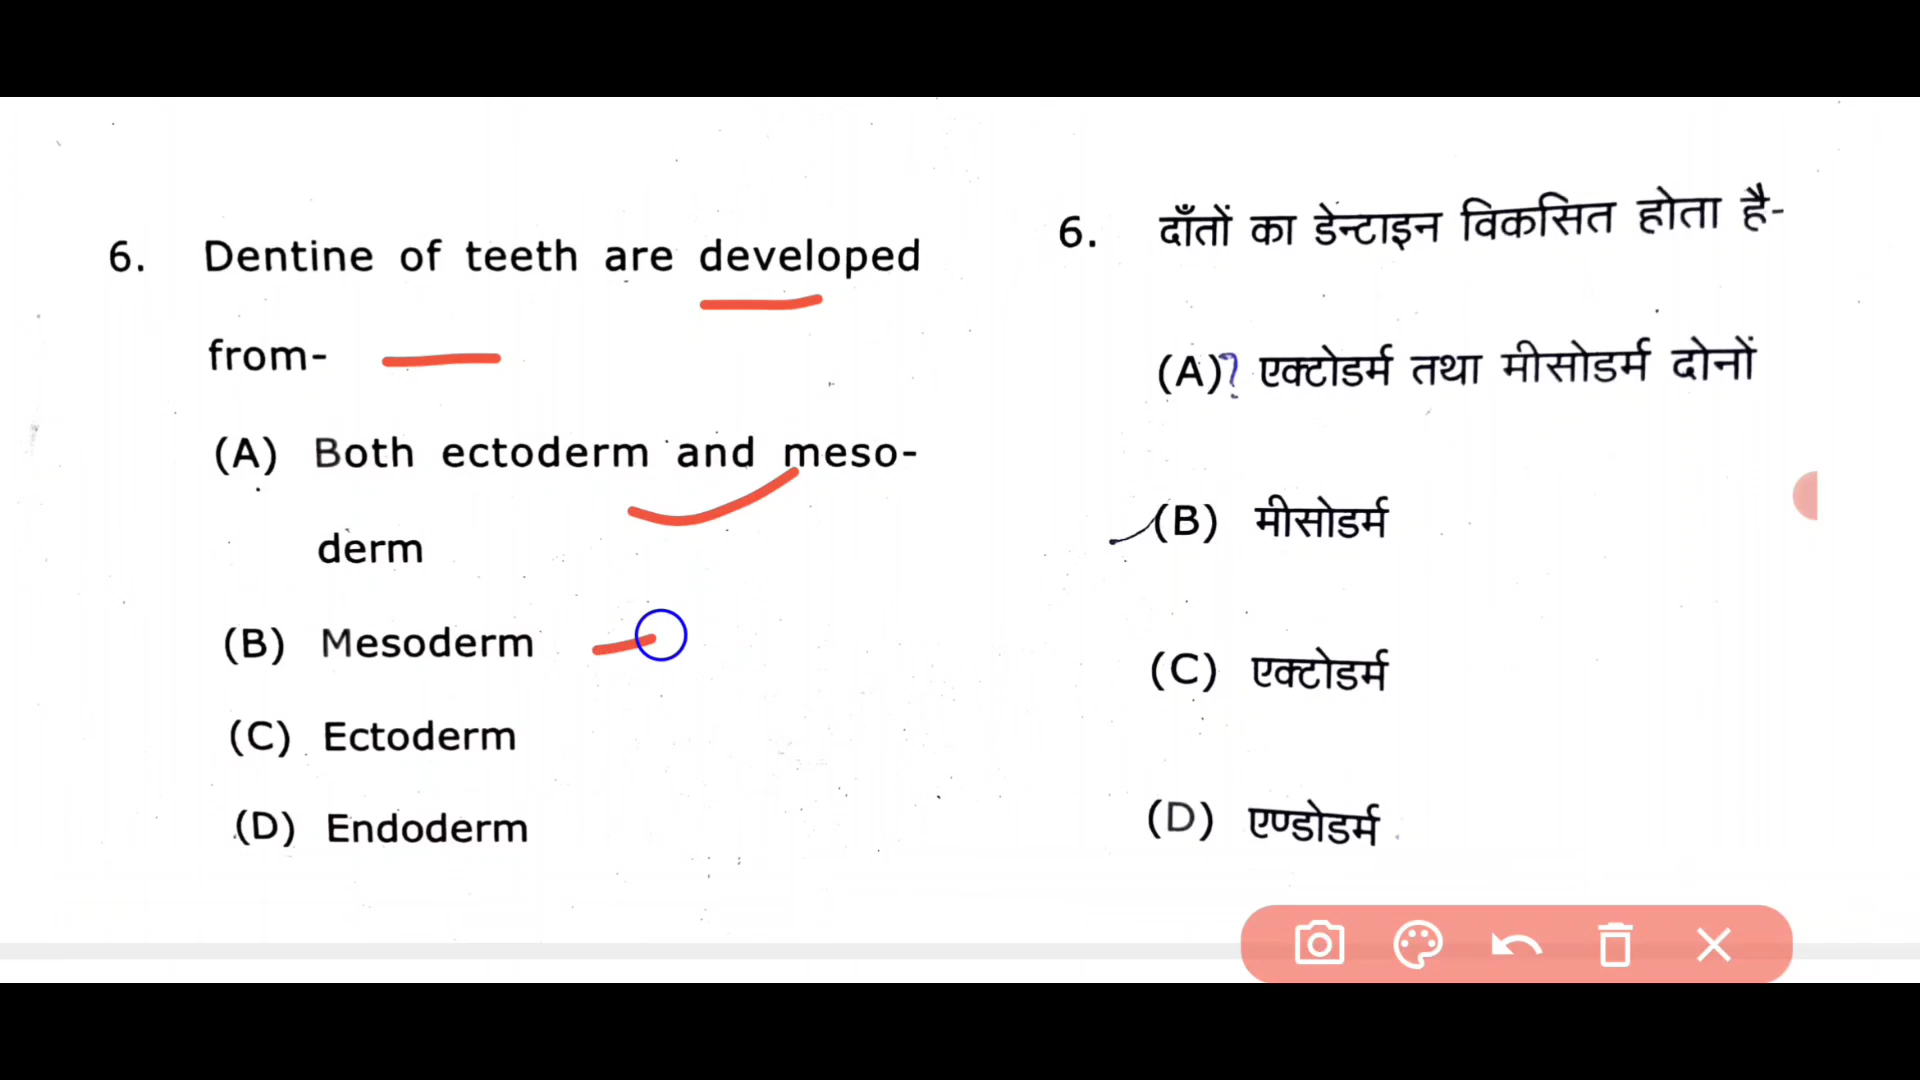 6. Dentine of teeth are developed
from-
(A) Both ectoderm and meso-
derm
(B) Mesoderm
(C) Ectoderm
(D) Endoderm
6. दाँतों का डेन्टाइन विकसित होता है-
(A)? एक्टोडर्म तथा मीसोडर्म दोनों
(B) मीसोडर्म
(C) एक्टोडर्म
(D) एण्डोडर्म